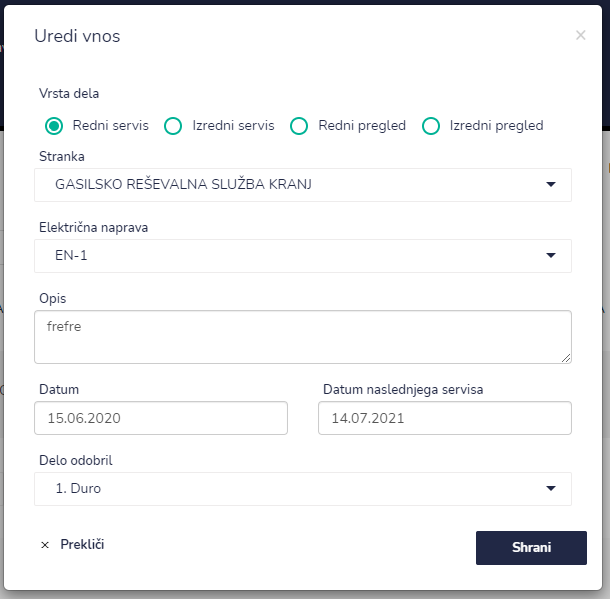 Uredi vnos
×
Vrsta dela
Redni servis Izredni servis Redni pregled Izredni pregled
Stranka
GASILSKO REŠEVALNA SLUŽBA KRANJ
Električna naprava
EN-1
Opis
frefre
Datum Datum naslednjega servisa
15.06.2020 14.07.2021
Delo odobril
1. Duro
× Prekliči Shrani